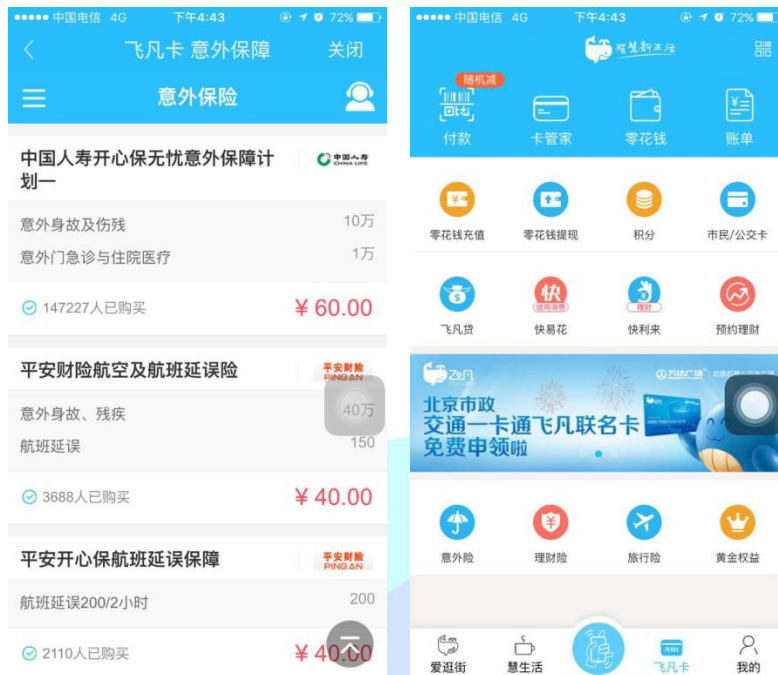 中国电信 4G 下午4:43 72%
飞凡卡 意外保障 关闭
意外保险
中国人寿开心保无忧意外保障计
划一
中国人寿
CHINA LIFE
意外身故及伤残 10万
意外门急诊与住院医疗 1万
147227人已购买 ¥ 60.00
平安财险航空及航班延误险
平安财险
PING AN
意外身故、残疾 40万
航班延误 150
3688人已购买 ¥ 40.00
平安开心保航班延误保障
平安财险
PING AN
航班延误200/2小时 200
2110人已购买 ¥ 40.00
中国电信 4G 下午4:43 72%
智慧新生活
随机减
付款 卡管家 零花钱 账单
零花钱充值 零花钱提现 积分 市民/公交卡
快
信用消费
理财
飞凡贷 快易花 快利来 预约理财
万达广场
北京市政
交通一卡通飞凡联名卡
免费申领啦
意外险 理财险 旅行险 黄金权益
爱逛街 慧生活 飞凡卡 我的